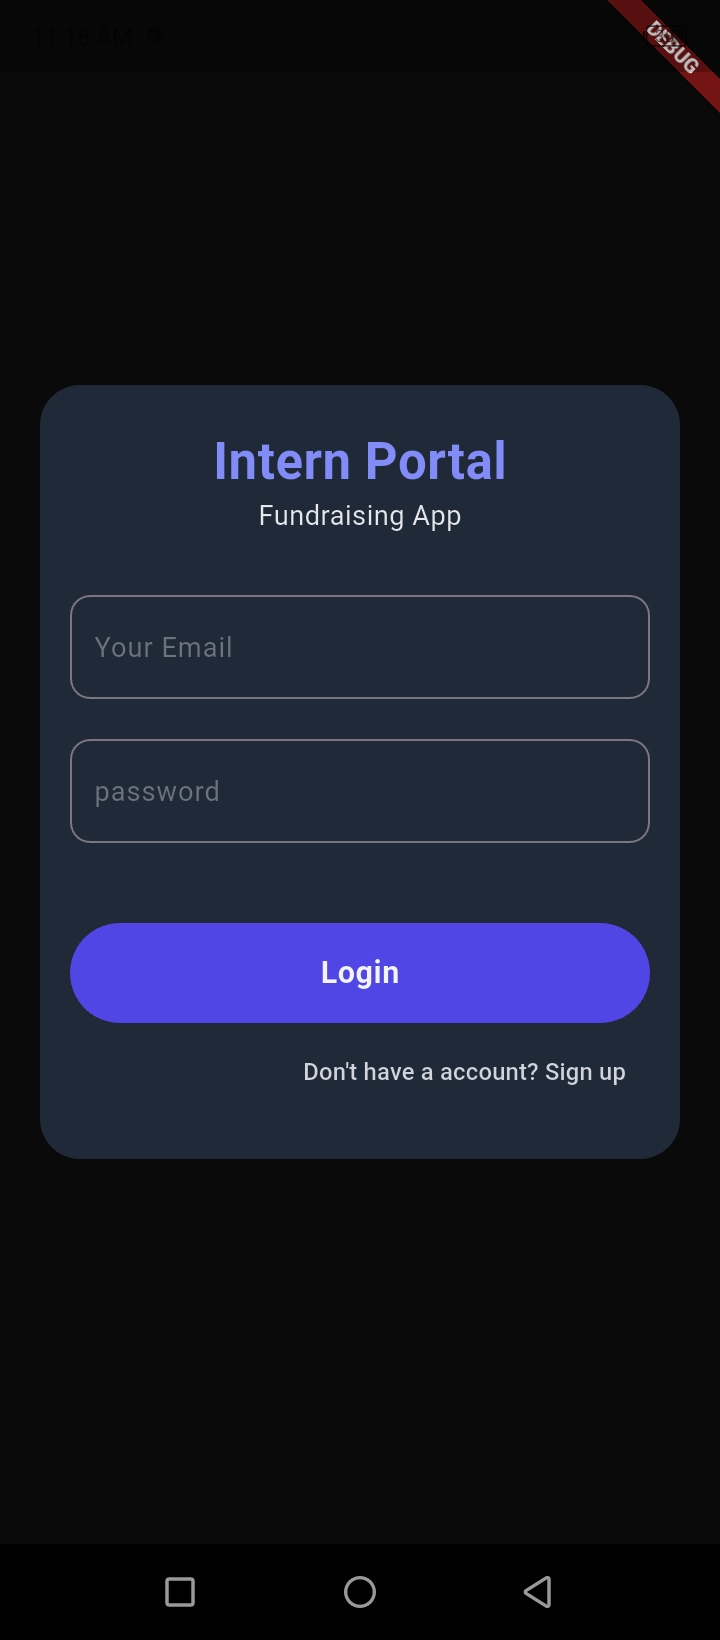 11:16 AM
DEBUG
Intern Portal
Fundraising App
Your Email
password
Login
Don't have a account? Sign up